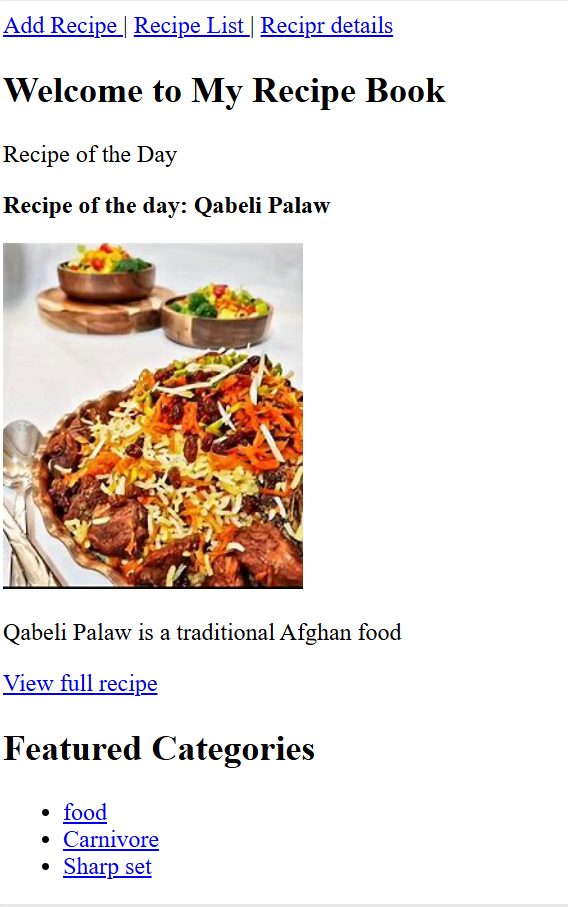 Add Recipe | Recipe List | Recipr details
Welcome to My Recipe Book
Recipe of the Day
Recipe of the day: Qabeli Palaw
Qabeli Palaw is a traditional Afghan food
View full recipe
Featured Categories
food
Carnivore
Sharp set